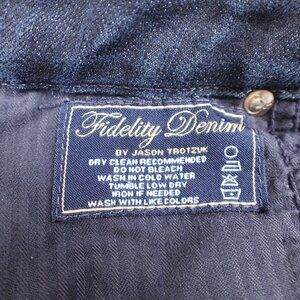 Fidelity Denim
BY JASON TROTZUK
DRY CLEAN RECOMMENDED
DO NOT BLEACH
WASH IN COLD WATER
TUMBLE LOW DRY
IRON IF NEEDED
WASH WITH LIKE COLORS